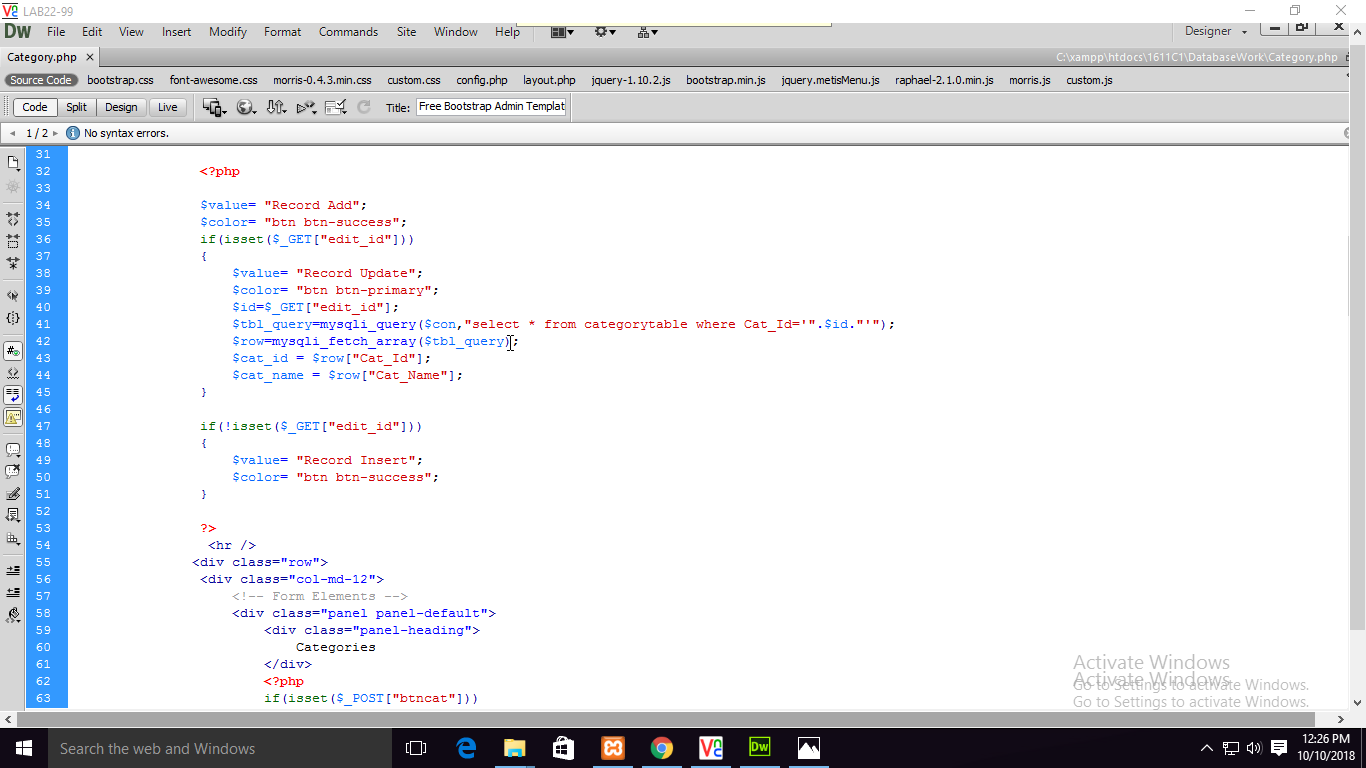 LAB22-99
Dw File Edit View Insert Modify Format Commands Site Window Help Designer
Category.php C:\xampp\htdocs\1611C1\DatabaseWork\Category.php
Source Code bootstrap.css font-awesome.css morris-0.4.3.min.css custom.css config.php layout.php jquery-1.10.2.js bootstrap.min.js jquery.metisMenu.js raphael-2.1.0.min.js morris.js custom.js
Code Split Design Live Title: Free Bootstrap Admin Templat
1 / 2 No syntax errors.
31
32 <?php
33
34 $value= "Record Add";
35 $color= "btn btn-success";
36 if(isset($_GET["edit_id"]))
37 {
38 $value= "Record Update";
39 $color= "btn btn-primary";
40 $id=$_GET["edit_id"];
41 $tbl_query=mysqli_query($con,"select * from categorytable where Cat_Id='".$id."'");
42 $row=mysqli_fetch_array($tbl_query);
43 $cat_id = $row["Cat_Id"];
44 $cat_name = $row["Cat_Name"];
45 }
46
47 if(!isset($_GET["edit_id"]))
48 {
49 $value= "Record Insert";
50 $color= "btn btn-success";
51 }
52
53 ?>
54 <hr />
55 <div class="row">
56 <div class="col-md-12">
57 <!-- Form Elements -->
58 <div class="panel panel-default">
59 <div class="panel-heading">
60 Categories
61 </div>
62 <?php
63 if(isset($_POST["btncat"]))
Activate Windows
Activate Windows
Go to Settings to activate Windows.
Go to Settings to activate Windows.
Search the web and Windows
Dw
12:26 PM
10/10/2018